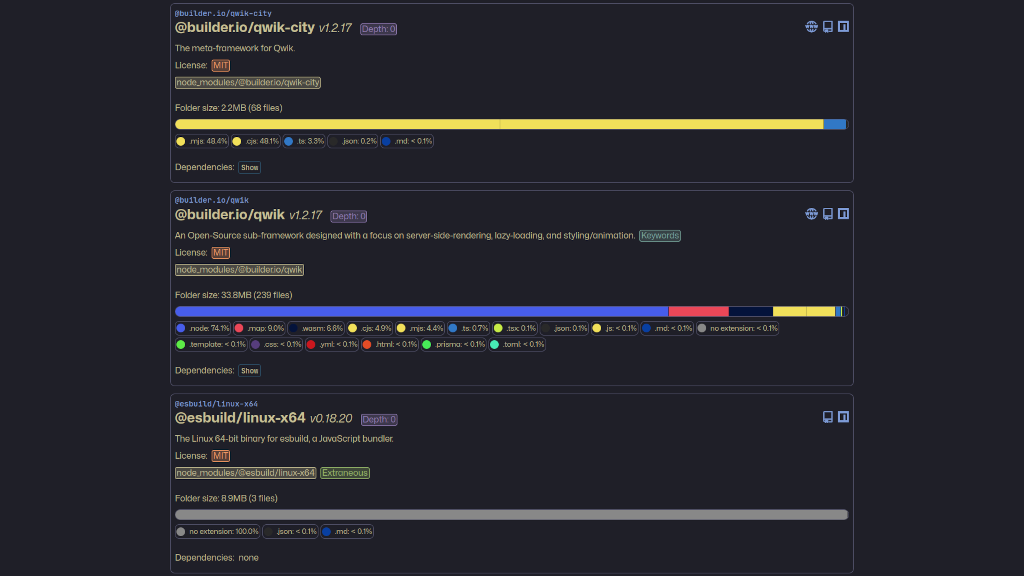 @builder.io/qwik-city
@builder.io/qwik-city v1.2.17 Depth: 0
The meta-framework for Qwik.
License: MIT
node_modules/@builder.io/qwik-city
Folder size: 2.2MB (68 files)
.mjs: 48.4% .cjs: 48.1% .ts: 3.3% .json: 0.2% .md: < 0.1%
Dependencies: Show
@builder.io/qwik
@builder.io/qwik v1.2.17 Depth: 0
An Open-Source sub-framework designed with a focus on server-side-rendering, lazy-loading, and styling/animation. Keywords
License: MIT
node_modules/@builder.io/qwik
Folder size: 33.8MB (239 files)
.node: 74.1% .map: 9.0% .wasm: 6.6% .cjs: 4.9% .mjs: 4.4% .ts: 0.7% .tsx: 0.1% .json: 0.1% .js: < 0.1% .md: < 0.1% no extension: < 0.1%
.template: < 0.1% .css: < 0.1% .yml: < 0.1% .html: < 0.1% .prisma: < 0.1% .toml: < 0.1%
Dependencies: Show
@esbuild/linux-x64
@esbuild/linux-x64 v0.18.20 Depth: 0
The Linux 64-bit binary for esbuild, a JavaScript bundler.
License: MIT
node_modules/@esbuild/linux-x64 Extraneous
Folder size: 8.9MB (3 files)
no extension: 100.0% .json: < 0.1% .md: < 0.1%
Dependencies: none